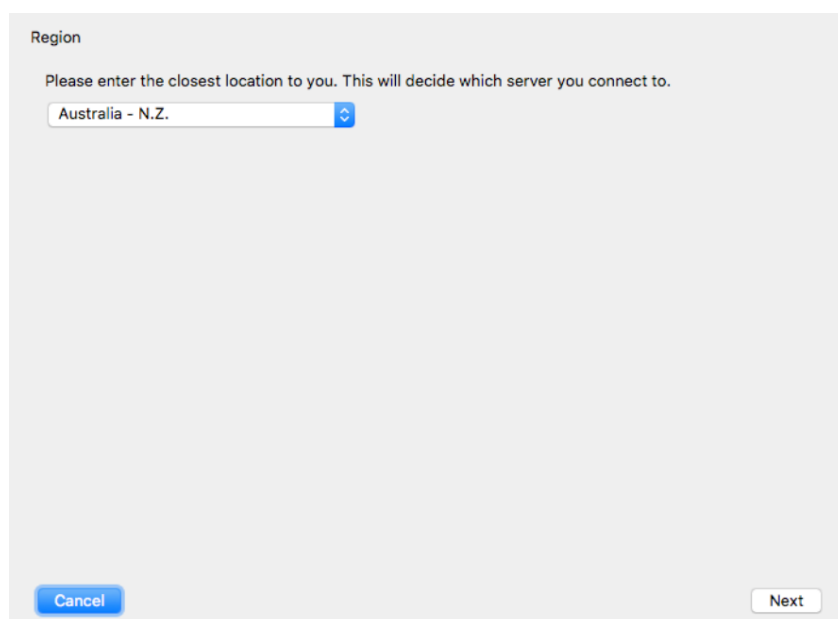 Region
Please enter the closest location to you. This will decide which server you connect to.
Australia - N.Z.
Cancel
Next